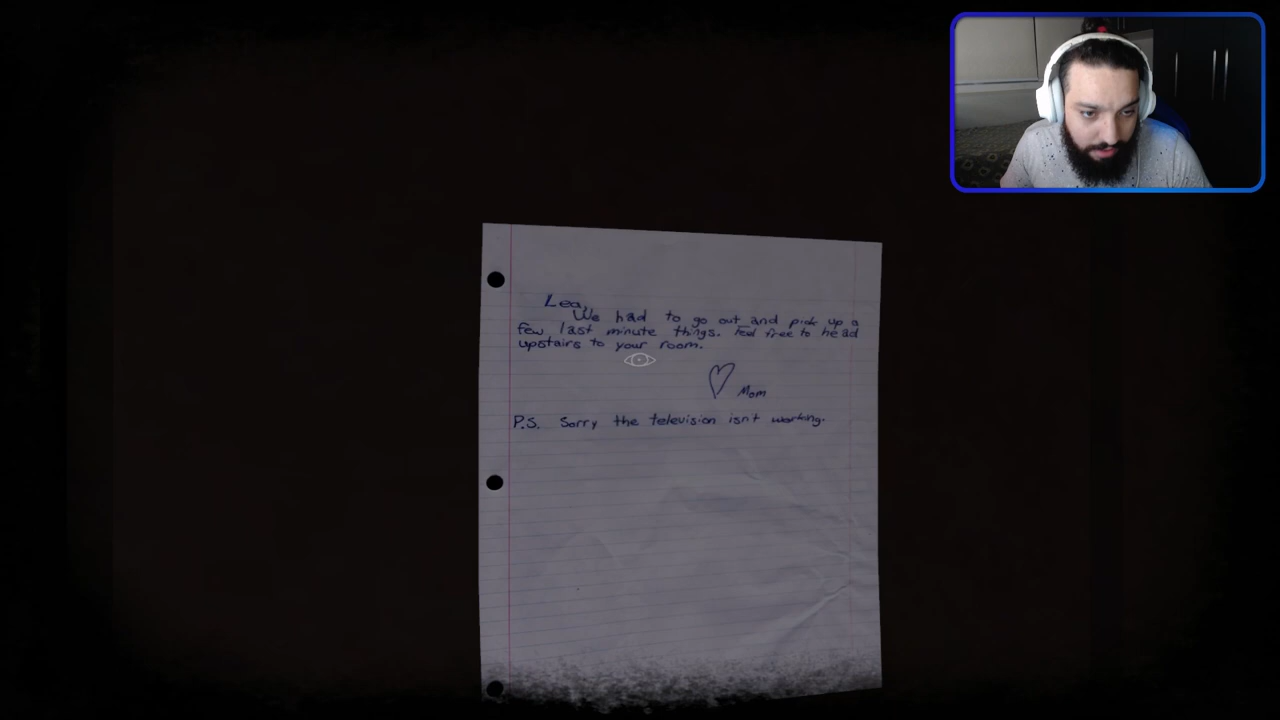 Lea,
We had to go out and pick up a
few last minute things. Feel free to head
upstairs to your room.
Mom
P.S. Sorry the television isn't working.